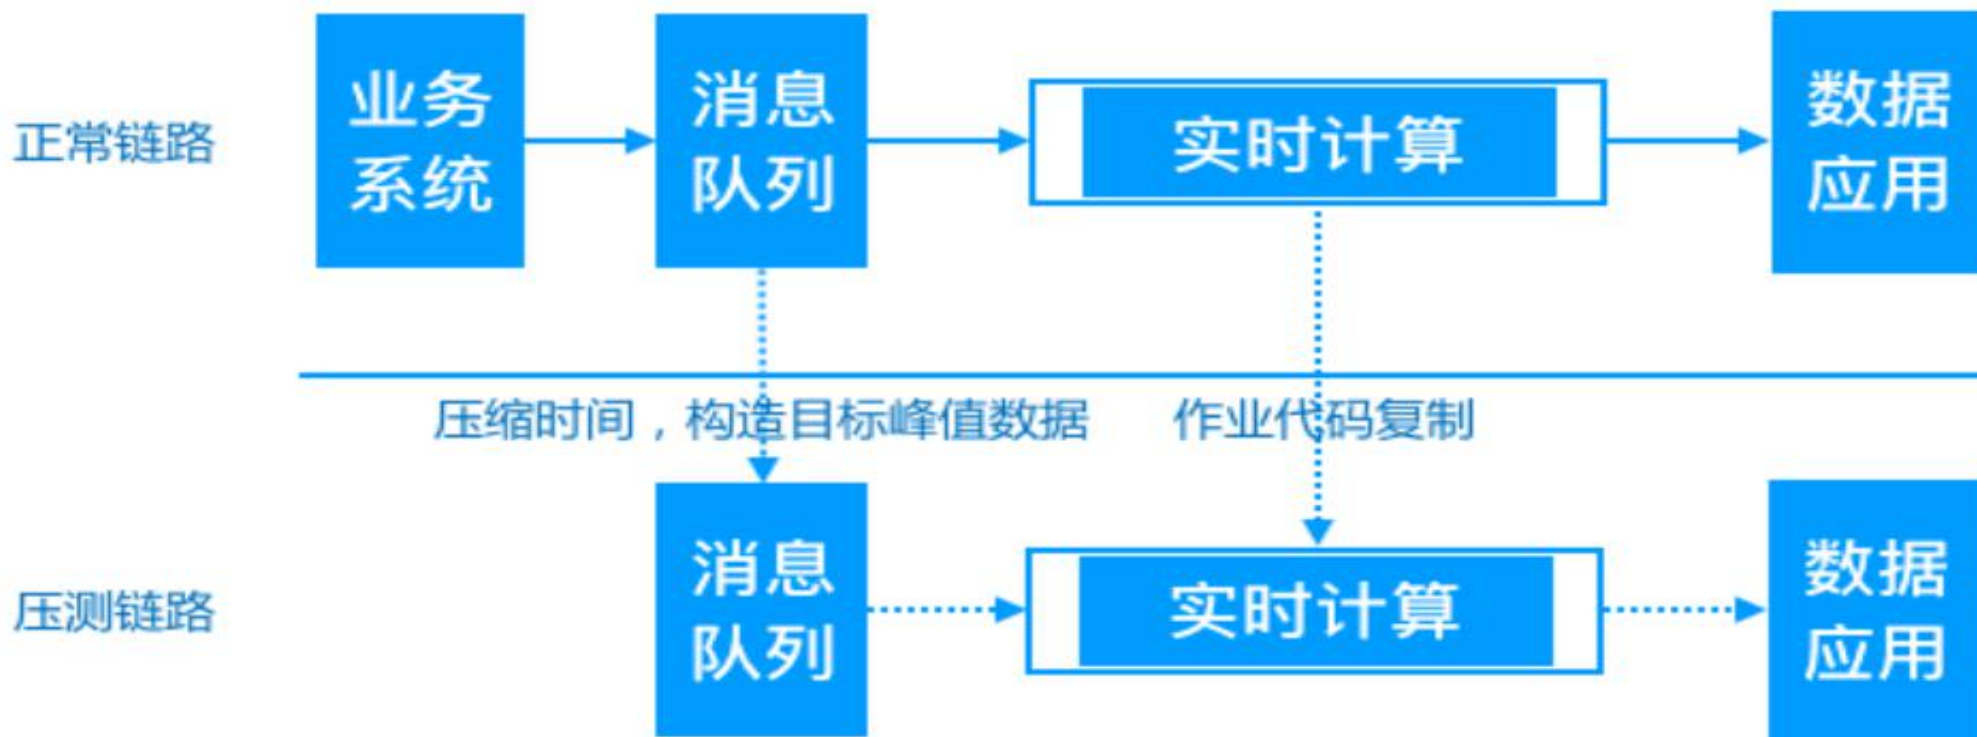 正常链路
业务
系统
消息
队列
实时计算
数据
应用
压缩时间，构造目标峰值数据
作业代码复制
压测链路
消息
队列
实时计算
数据
应用